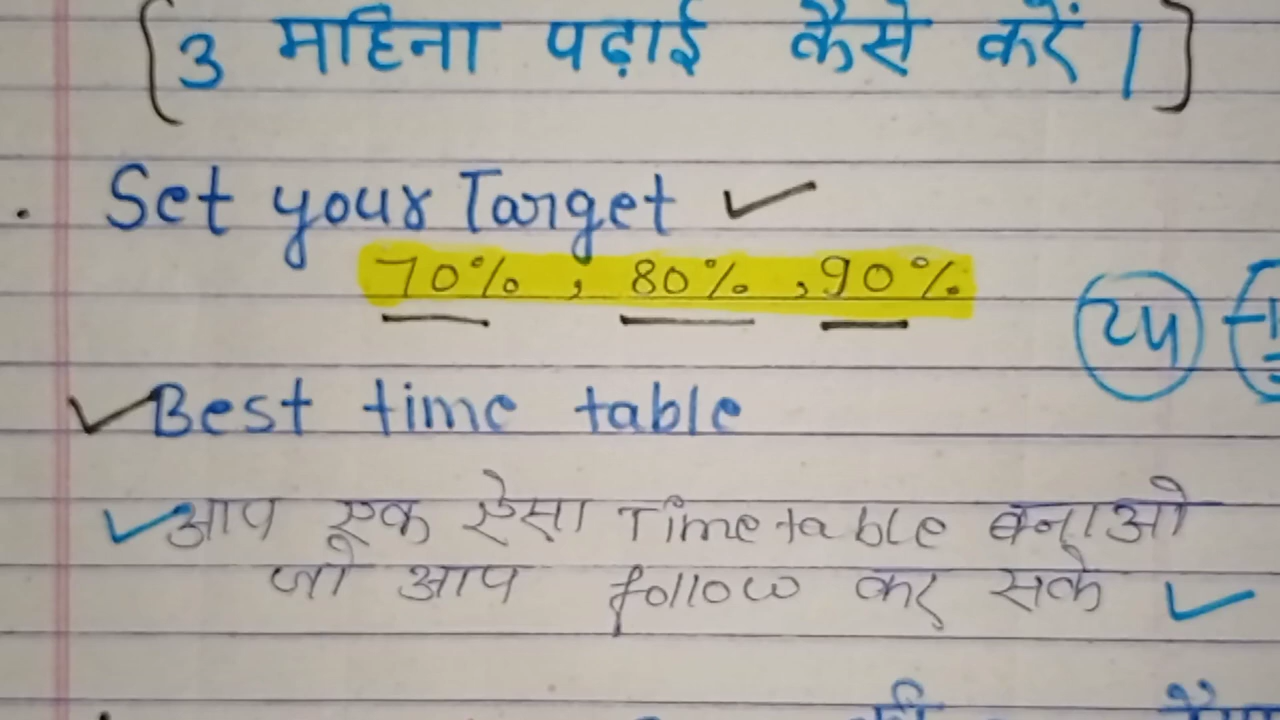 [3 महिना पढ़ाई कैसे करें।]
Set your Target ✓
70% , 80% , 90%
✓Best time table
✓आप एक ऐसा Timetable बनाओ
जो आप follow कर सके ✓